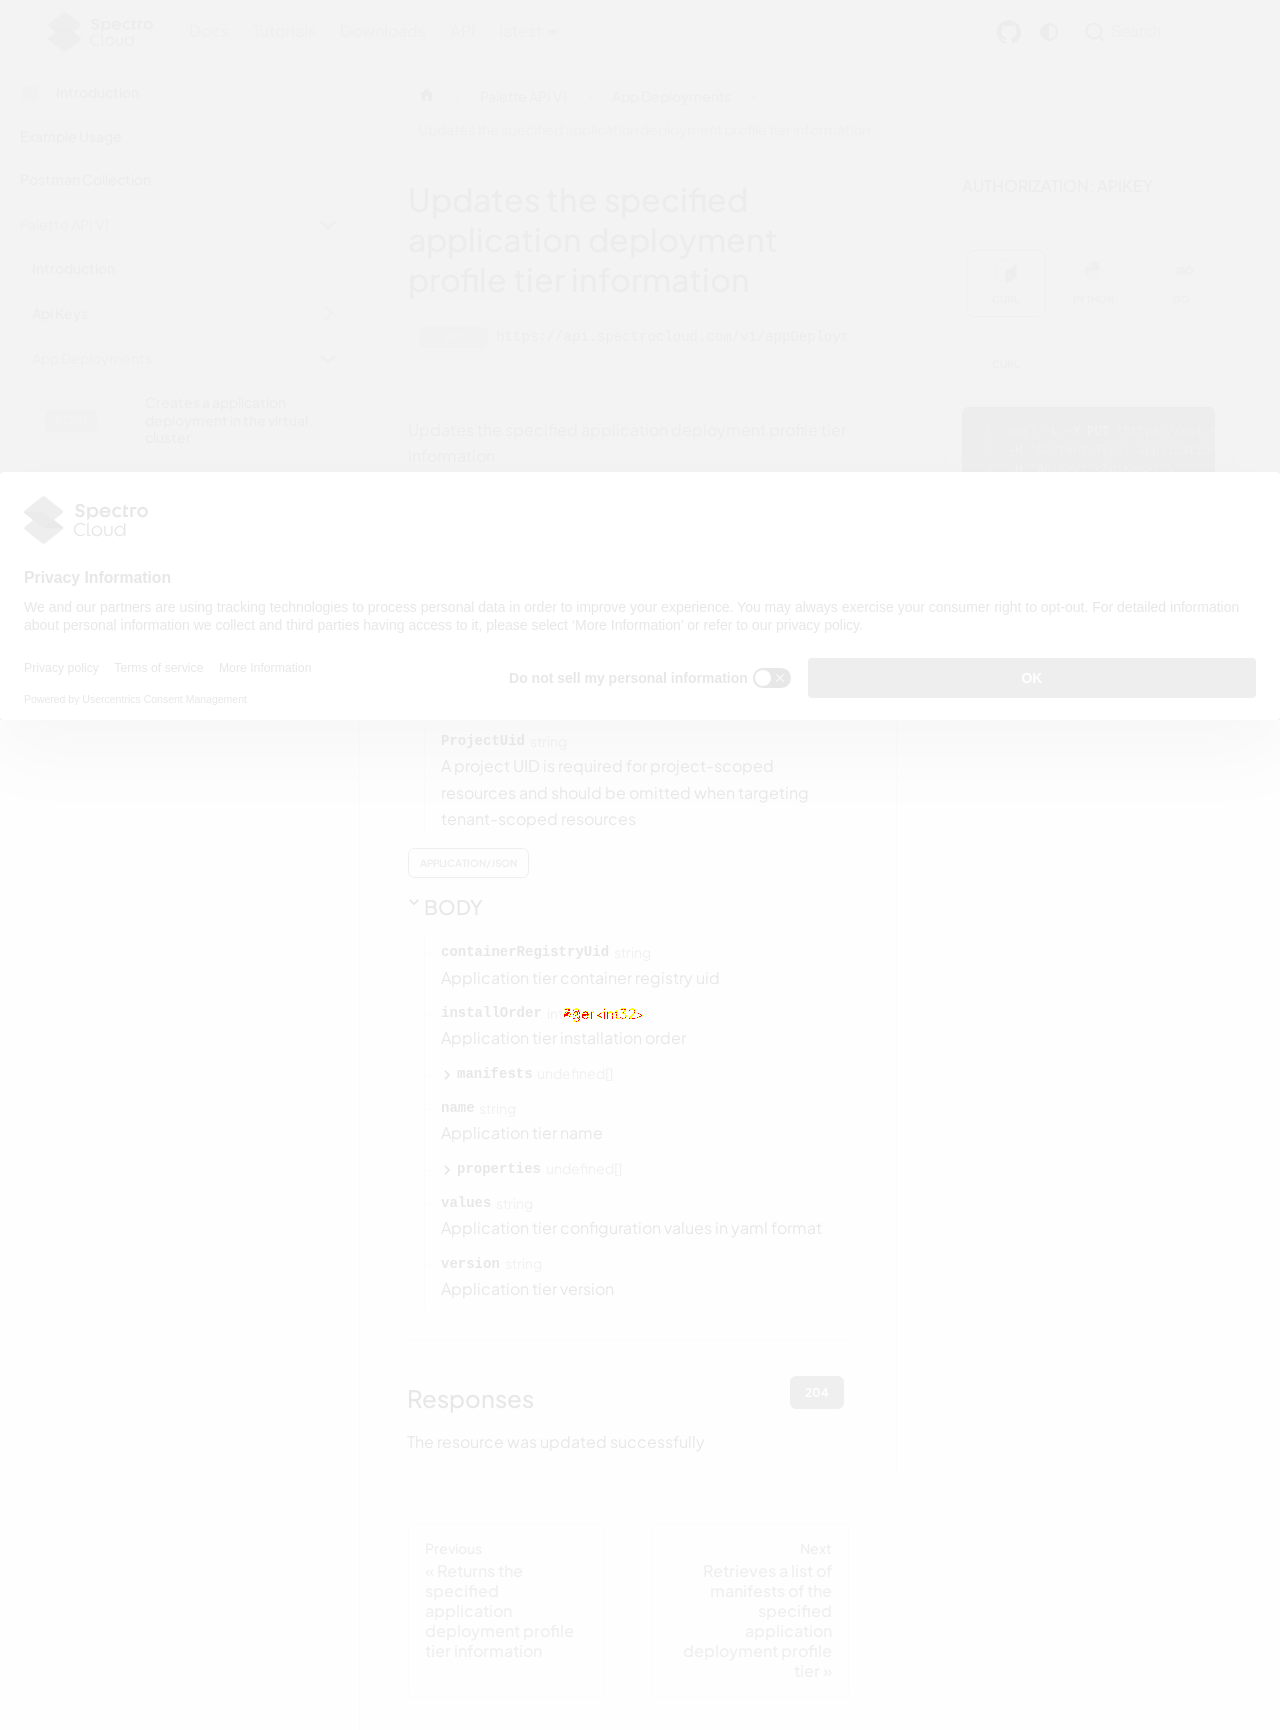 Spectro Cloud
Docs Tutorials Downloads API latest
Search
Introduction
Example Usage
Postman Collection
Palette API V1
Introduction
Api Keys
App Deployments
Creates a application
deployment in the virtual
cluster
Palette API V1
App Deployments
Updates the specified application deployment profile tier information
Updates the specified
application deployment
profile tier information
https://api.spectrocloud.com/v1/appDeploy
Updates the specified application deployment profile tier
information
AUTHORIZATION: APIKEY
CURL PYTHON GO
CURL
Spectro
Cloud
Privacy Information
We and our partners are using tracking technologies to process personal data in order to improve your experience. You may always exercise your consumer right to opt-out. For detailed information
about personal information we collect and third parties having access to it, please select 'More Information' or refer to our privacy policy.
Privacy policy Terms of service More Information
Powered by Usercentrics Consent Management
Do not sell my personal information
OK
ProjectUid string
A project UID is required for project-scoped
resources and should be omitted when targeting
tenant-scoped resources
APPLICATION/JSON
BODY
containerRegistryUid string
Application tier container registry uid
installOrder
Application tier installation order
manifests undefined[]
name string
Application tier name
properties undefined[]
values string
Application tier configuration values in yaml format
version string
Application tier version
Responses
204
The resource was updated successfully
Previous
« Returns the
specified
application
deployment profile
tier information
Next
Retrieves a list of
manifests of the
specified
application
deployment profile
tier »